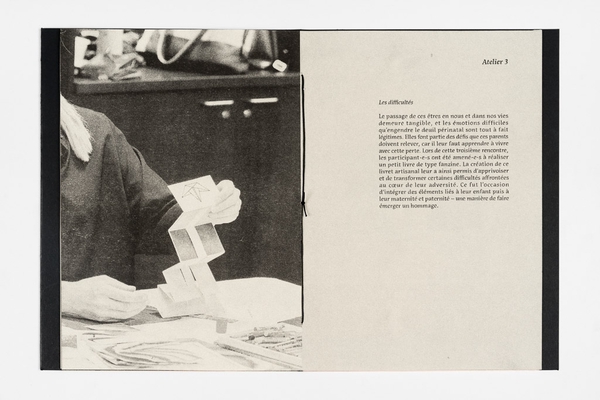 Atelier 3
Les difficultés
Le passage de ces êtres en nous et dans nos vies
demeure tangible, et les émotions difficiles
qu'engendre le deuil périnatal sont tout à fait
légitimes. Elles font partie des défis que ces parents
doivent relever, car il leur faut apprendre à vivre
avec cette perte. Lors de cette troisième rencontre,
les participant·e·s ont été amené·e·s à réaliser
un petit livre de type fanzine. La création de ce
livret artisanal leur a ainsi permis d'apprivoiser
et de transformer certaines difficultés affrontées
au cœur de leur adversité. Ce fut l'occasion
d'intégrer des éléments liés à leur enfant puis à
leur maternité et paternité – une manière de faire
émerger un hommage.